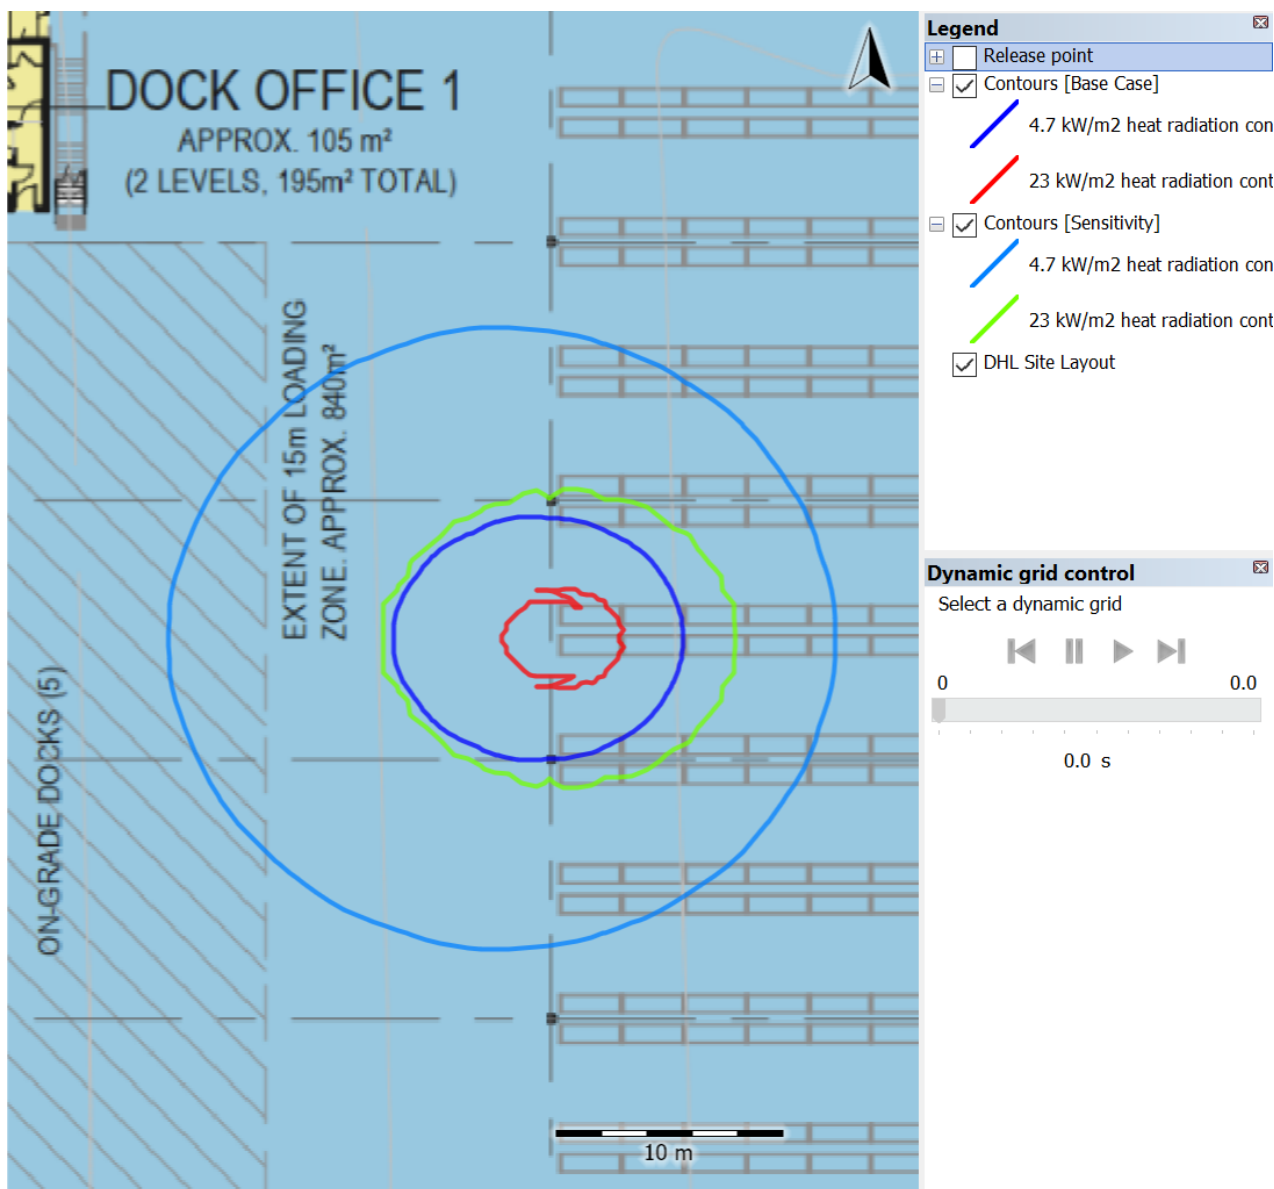 DOCK OFFICE 1
APPROX. 105 m²
(2 LEVELS, 195m² TOTAL)
EXTENT OF 15m LOADING
ZONE. APPROX. 840m²
ON-GRADE DOCKS (5)
10 m
Legend
Release point
Contours [Base Case]
4.7 kW/m2 heat radiation con
23 kW/m2 heat radiation cont
Contours [Sensitivity]
4.7 kW/m2 heat radiation con
23 kW/m2 heat radiation cont
DHL Site Layout
Dynamic grid control
Select a dynamic grid
0 0.0
0.0 s